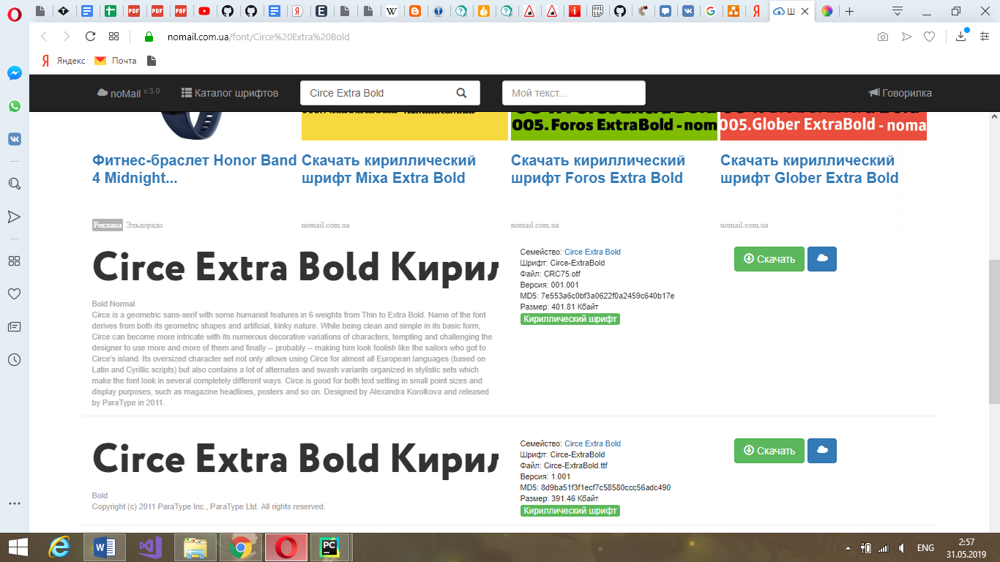 Ш
nomail.com.ua/font/Circe%20Extra%20Bold
Яндекс
Почта
noMail v.3.0
Каталог шрифтов
Circe Extra Bold
Мой текст...
Говорилка
005. Foros ExtraBold - noma
005.Glober ExtraBold - noma
Фитнес-браслет Honor Band
4 Midnight...
Скачать кириллический
шрифт Mixa Extra Bold
Скачать кириллический
шрифт Foros Extra Bold
Скачать кириллический
шрифт Glober Extra Bold
Реклама Эльдорадо
nomail.com.ua
nomail.com.ua
nomail.com.ua
Circe Extra Bold Кирил
Bold Normal
Circe is a geometric sans-serif with some humanist features in 6 weights from Thin to Extra Bold. Name of the font
derives from both its geometric shapes and artificial, kinky nature. While being clean and simple in its basic form,
Circe can become more intricate with its numerous decorative variations of characters, tempting and challenging the
designer to use more and more of them and finally -- probably -- making him look foolish like the sailors who got to
Circe's island. Its oversized character set not only allows using Circe for almost all European languages (based on
Latin and Cyrillic scripts) but also contains a lot of alternates and swash variants organized in stylistic sets which
make the font look in several completely different ways. Circe is good for both text setting in small point sizes and
display purposes, such as magazine headlines, posters and so on. Designed by Alexandra Korolkova and released
by ParaType in 2011.
Семейство: Circe Extra Bold
Шрифт: Circe-ExtraBold
Файл: CRC75.otf
Версия: 001.001
MD5: 7e553a6c0bf3a0622f0a2459c640b17e
Размер: 401.81 Кбайт
Кириллический шрифт
Скачать
Circe Extra Bold Кирил
Bold
Copyright (c) 2011 ParaType Inc., ParaType Ltd. All rights reserved.
Семейство: Circe Extra Bold
Шрифт: Circe-ExtraBold
Файл: Circe-ExtraBold.ttf
Версия: 1.001
MD5: 8d9ba51f3f1ecf7c58580ccc56adc490
Размер: 391.46 Кбайт
Кириллический шрифт
Скачать
ENG
2:57
31.05.2019